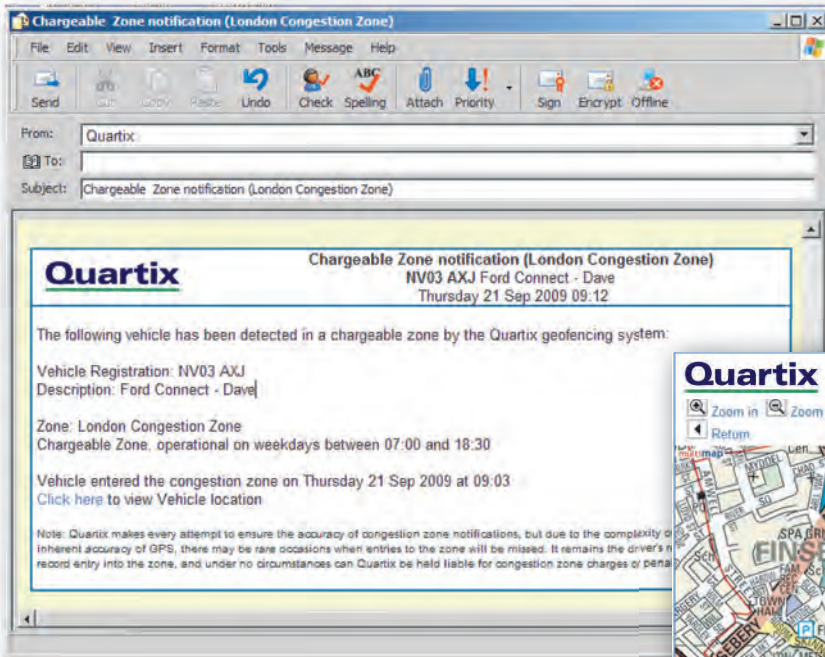 Chargeable Zone notification (London Congestion Zone)
File Edit View Insert Format Tools Message Help
Send Cut Copy Paste Undo Check Spelling Attach Priority Sign Encrypt Offline
From: Quartix
To:
Subject: Chargeable Zone notification (London Congestion Zone)
Quartix
Chargeable Zone notification (London Congestion Zone)
NV03 AXJ Ford Connect - Dave
Thursday 21 Sep 2009 09:12
The following vehicle has been detected in a chargeable zone by the Quartix geofencing system:
Vehicle Registration: NV03 AXJ
Description: Ford Connect - Dave
Zone: London Congestion Zone
Chargeable Zone, operational on weekdays between 07:00 and 18:30
Vehicle entered the congestion zone on Thursday 21 Sep 2009 at 09:03
Click here to view Vehicle location
Note: Quartix makes every attempt to ensure the accuracy of congestion zone notifications, but due to the complexity
inherent accuracy of GPS, there may be rare occasions when entries to the zone will be missed. It remains the driver's
record entry into the zone, and under no circumstances can Quartix be held liable for congestion zone charges or
Quartix
Zoom in Zoom
Return
multimap
MYDDEL
SQ
SPA
FINS
TOWN
HALL